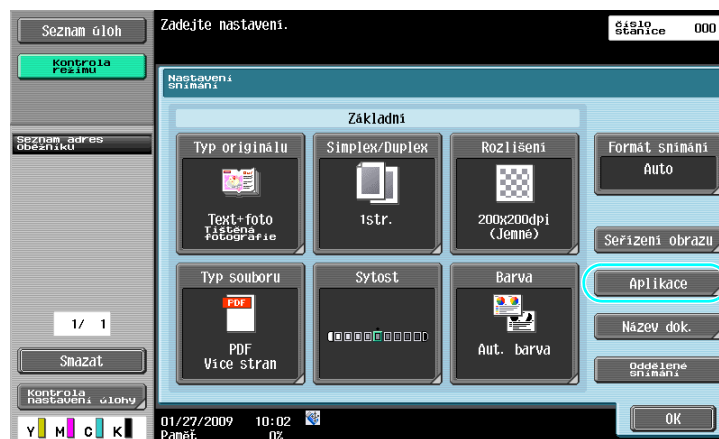 Seznam úloh
Kontrola
režimu
Seznam adres
oběžníku
1/ 1
Smazat
Kontrola
nastavení úlohy
Y M C K
Zadejte nastavení.
číslo
stanice 000
Nastavení
snímání
Základní
Typ originálu
Text+foto
Tištěná
fotografie
Simplex/Duplex
1str.
Rozlišení
200x200dpi
(Jemné)
Typ souboru
PDF
PDF
Více stran
Sytost
Barva
Aut. barva
Formát snímání
Auto
Seřízení obrazu
Aplikace
Název dok.
Oddělené
snímání
OK
01/27/2009 10:02
Paměť 0%